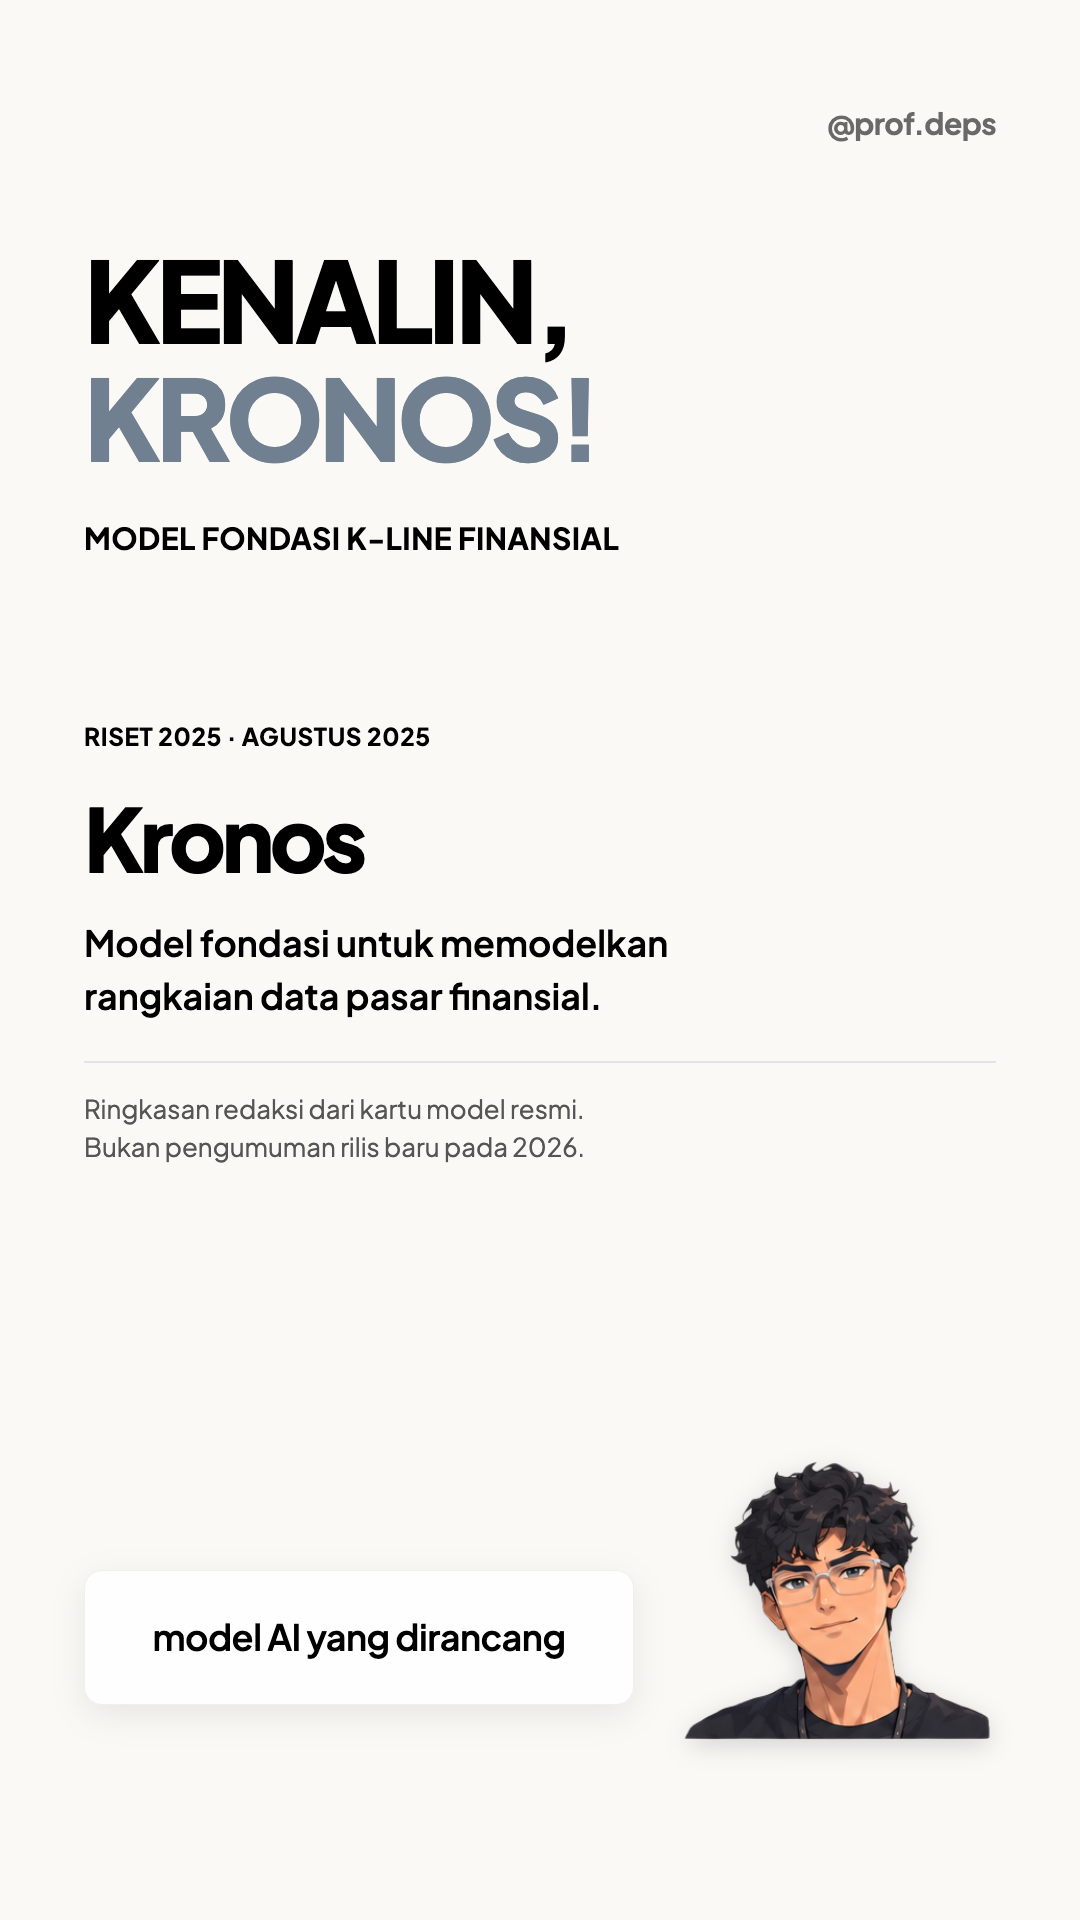 @prof.deps
KENALIN,
KRONOS!
MODEL FONDASI K-LINE FINANSIAL
RISET 2025 · AGUSTUS 2025
Kronos
Model fondasi untuk memodelkan
rangkaian data pasar finansial.
Ringkasan redaksi dari kartu model resmi.
Bukan pengumuman rilis baru pada 2026.
model AI yang dirancang